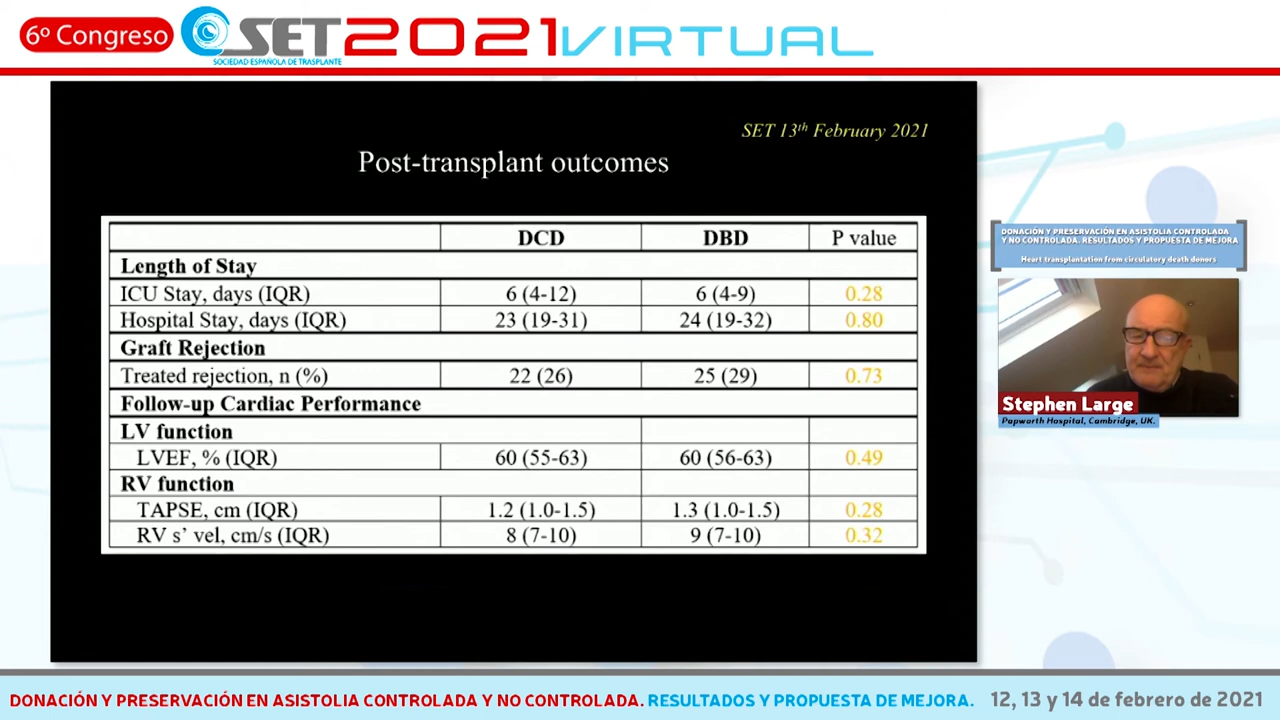 6º Congreso
SET2021VIRTUAL
SOCIEDAD ESPAÑOLA DE TRASPLANTE
SET 13th February 2021
Post-transplant outcomes
DCD DBD P value
Length of Stay
ICU Stay, days (IQR) 6 (4-12) 6 (4-9) 0.28
Hospital Stay, days (IQR) 23 (19-31) 24 (19-32) 0.80
Graft Rejection
Treated rejection, n (%) 22 (26) 25 (29) 0.73
Follow-up Cardiac Performance
LV function
LVEF, % (IQR) 60 (55-63) 60 (56-63) 0.49
RV function
TAPSE, cm (IQR) 1.2 (1.0-1.5) 1.3 (1.0-1.5) 0.28
RV s’ vel, cm/s (IQR) 8 (7-10) 9 (7-10) 0.32
DONACIÓN Y PRESERVACIÓN EN ASISTOLIA CONTROLADA
Y NO CONTROLADA. RESULTADOS Y PROPUESTA DE MEJORA
Heart transplantation from circulatory death donors
Stephen Large
Papworth Hospital, Cambridge, UK.
DONACIÓN Y PRESERVACIÓN EN ASISTOLIA CONTROLADA Y NO CONTROLADA. RESULTADOS Y PROPUESTA DE MEJORA. 12, 13 y 14 de febrero de 2021